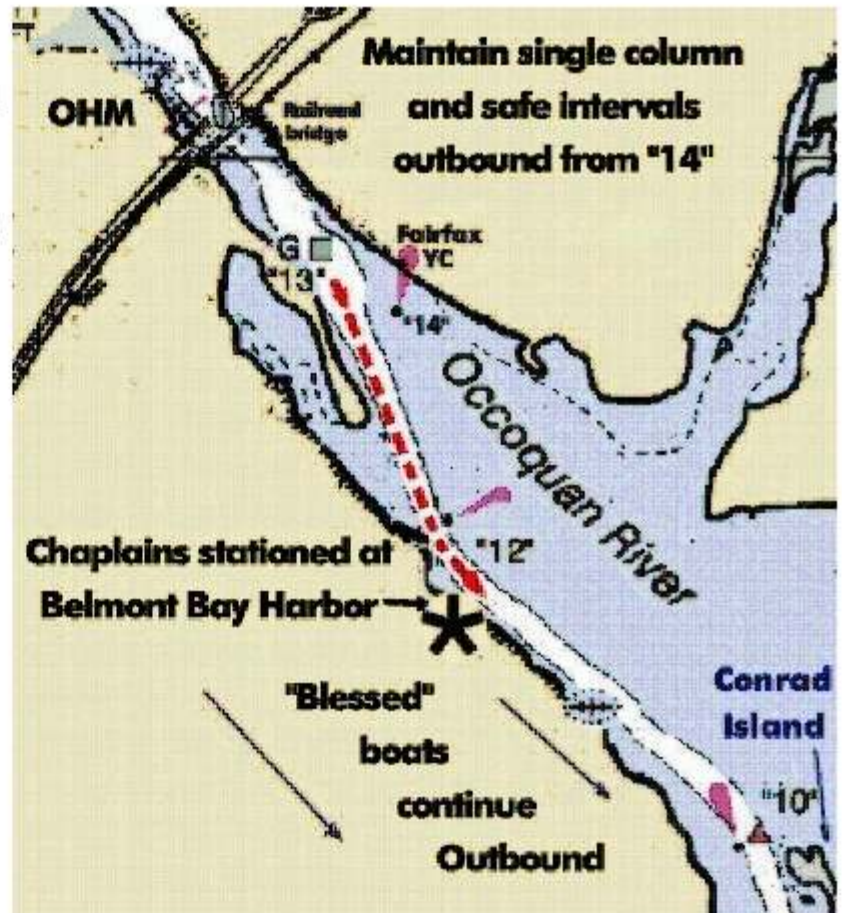 Maintain single column
and safe intervals
outbound from "14"
OHM
Railroad
bridge
Fairfax
YC
G
"13"
"14"
Occoquan River
"12"
Chaplains stationed at
Belmont Bay Harbor
"Blessed"
boats
continue
Outbound
Conrad
Island
"10"